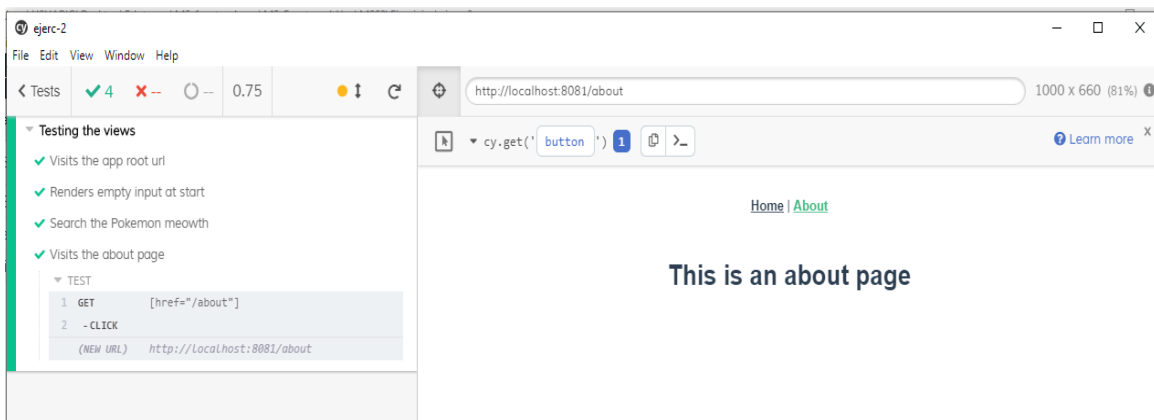 ejerc-2
File Edit View Window Help
Tests 4 -- -- 0.75
http://localhost:8081/about 1000 x 660 (81%)
Testing the views
cy.get('button') 1 Learn more X
Visits the app root url
Renders empty input at start
Search the Pokemon meowth
Visits the about page
TEST
1 GET [href="/about"]
2 -CLICK
(NEW URL) http://localhost:8081/about
Home | About
This is an about page